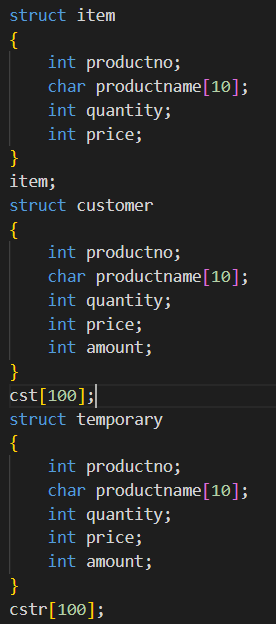 struct item
{
    int productno;
    char productname[10];
    int quantity;
    int price;
}
item;
struct customer
{
    int productno;
    char productname[10];
    int quantity;
    int price;
    int amount;
}
cst[100];
struct temporary
{
    int productno;
    char productname[10];
    int quantity;
    int price;
    int amount;
}
cstr[100];